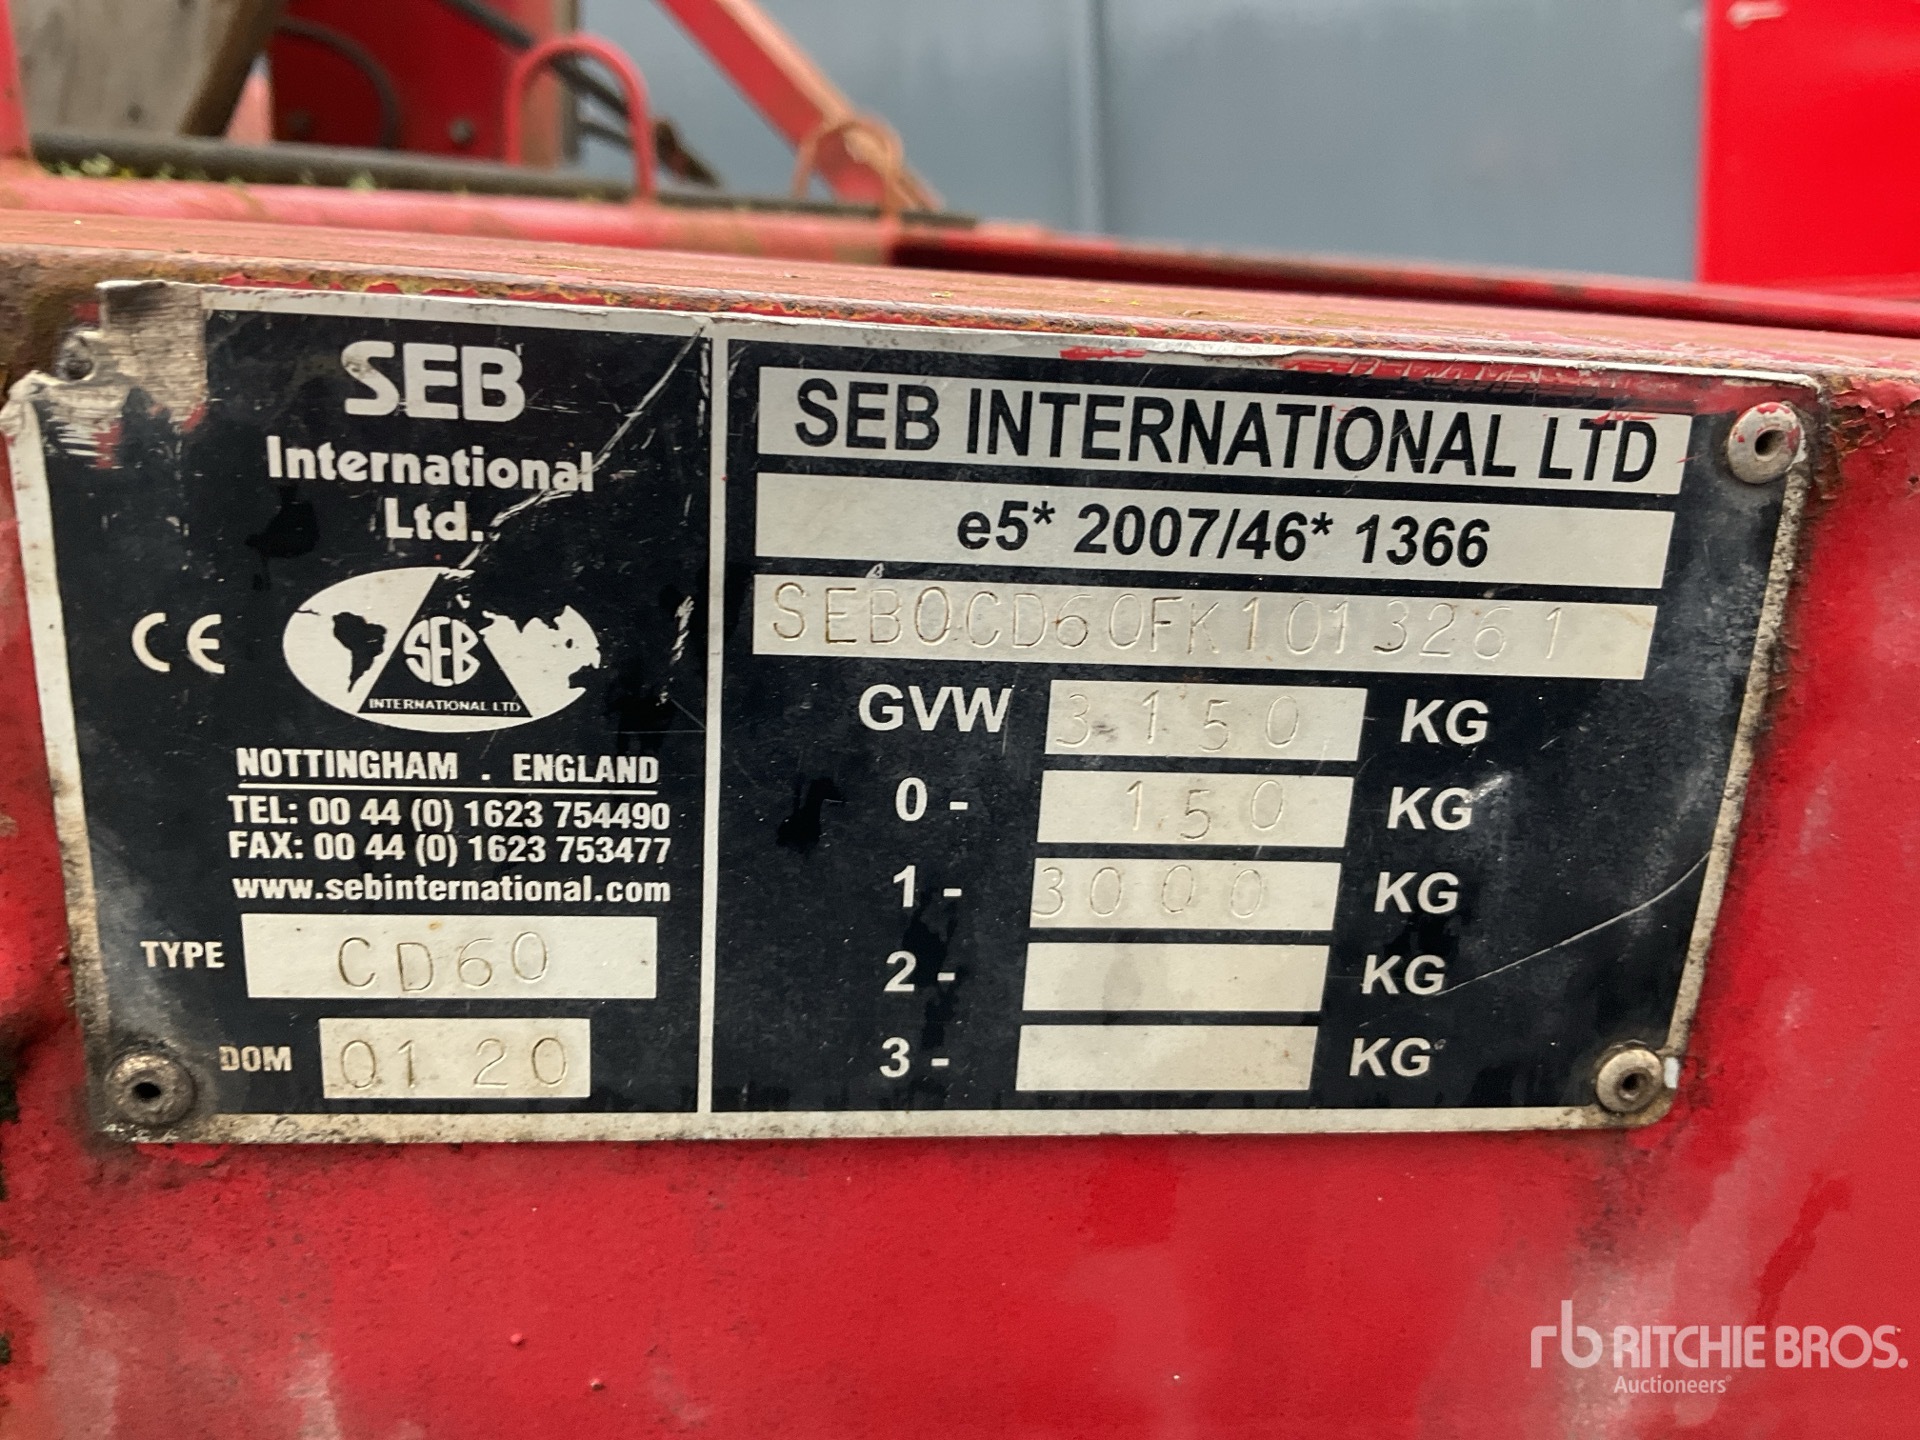 SEB
International
Ltd.
CE
SEB
INTERNATIONAL LTD
NOTTINGHAM . ENGLAND
TEL: 00 44 (0) 1623 754490
FAX: 00 44 (0) 1623 753477
www.sebinternational.com
TYPE CD60
DOM 01 20
SEB INTERNATIONAL LTD
e5* 2007/46* 1366
SEB0CD60FK1013261
GVW 3150 KG
0 - 150 KG
1 - 3000 KG
2 - KG
3 - KG
rb RITCHIE BROS.
Auctioneers